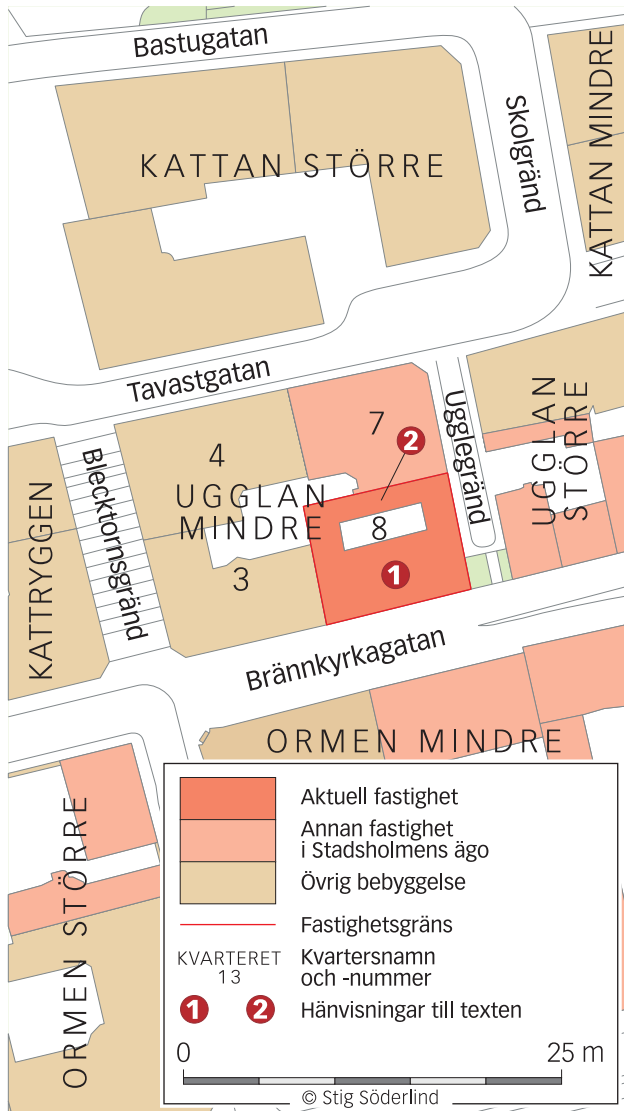 Bastugatan
KATTAN STÖRRE
Skolgränd
KATTAN MINDRE
Tavastgatan
Ugglegränd
UGGLAN
STÖRRE
7
2
4
UGGLAN
MINDRE
8
3
1
Blecktornsgränd
KATTRYGGEN
Brännkyrkagatan
ORMEN MINDRE
ORMEN STÖRRE
Aktuell fastighet
Annan fastighet
i Stadsholmens ägo
Övrig bebyggelse
Fastighetsgräns
KVARTERET
13
Kvartersnamn
och -nummer
1 2 Hänvisningar till texten
0 25 m
© Stig Söderlind